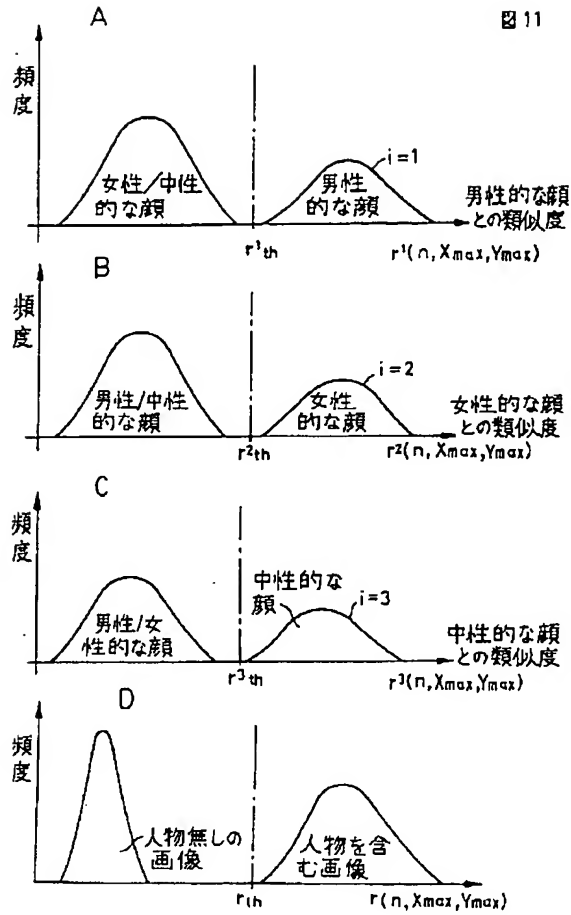 A
図11
頻
度
女性/中性
的な顔
男性
的な顔
i=1
男性的な顔
との類似度
r¹th
r¹(n,Xmax,Ymax)
B
頻
度
男性/中性
的な顔
女性
的な顔
i=2
女性的な顔
との類似度
r²th
r²(n,Xmax,Ymax)
C
頻
度
男性/女
性的な顔
中性的な
顔
i=3
中性的な顔
との類似度
r³th
r³(n,Xmax,Ymax)
D
頻
度
人物無しの
画像
人物を含
む画像
rth
r(n,Xmax,Ymax)